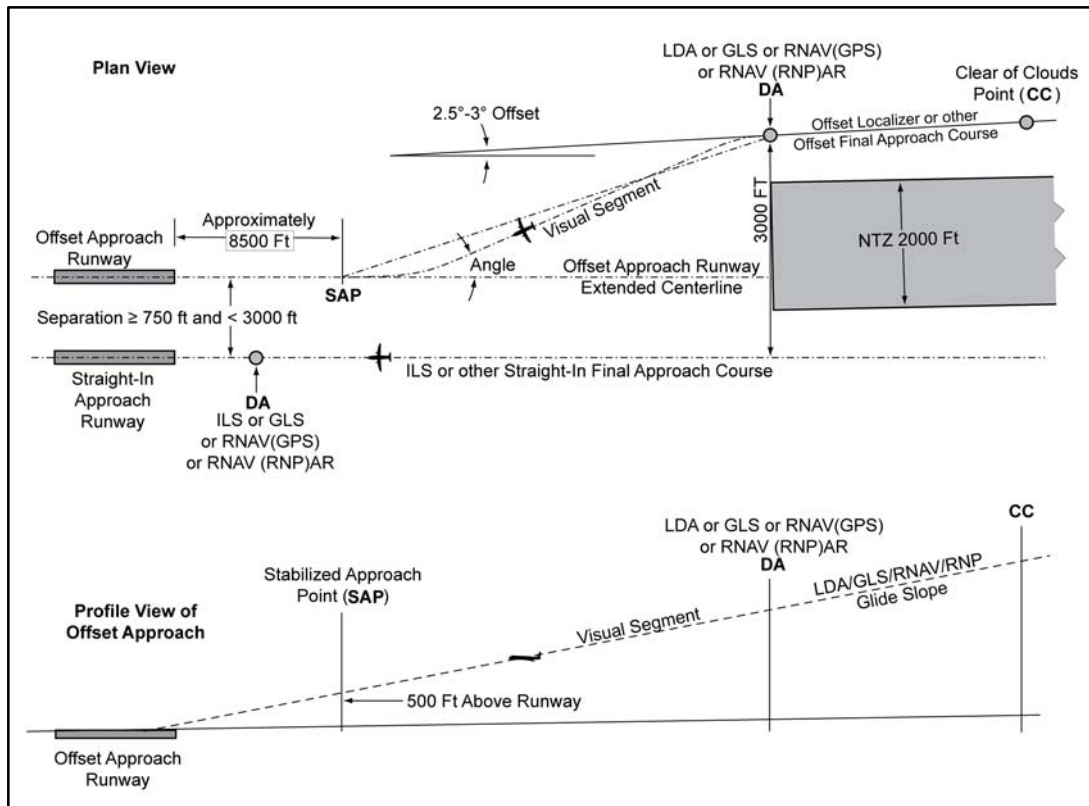 Plan View
LDA or GLS or RNAV(GPS)
or RNAV (RNP)AR
DA
Clear of Clouds
Point (CC)
2.5°-3° Offset
Offset Localizer or other
Offset Final Approach Course
Approximately
8500 Ft
Offset Approach
Runway
Visual Segment
3000 FT
NTZ 2000 Ft
Angle
Offset Approach Runway
Extended Centerline
SAP
Separation ≥ 750 ft and < 3000 ft
Straight-In
Approach
Runway
DA
ILS or GLS
or RNAV(GPS)
or RNAV (RNP)AR
ILS or other Straight-In Final Approach Course
Profile View of
Offset Approach
Stabilized Approach
Point (SAP)
LDA or GLS or RNAV(GPS)
or RNAV (RNP)AR
DA
CC
LDA/GLS/RNAV/RNP
Glide Slope
Visual Segment
500 Ft Above Runway
Offset Approach
Runway